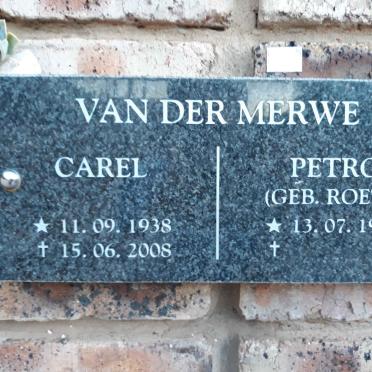 VAN DER MERWE
CAREL
★ 11. 09. 1938
✝ 15. 06. 2008
PETRO
(GEB. ROE
★ 13. 07. 19
✝